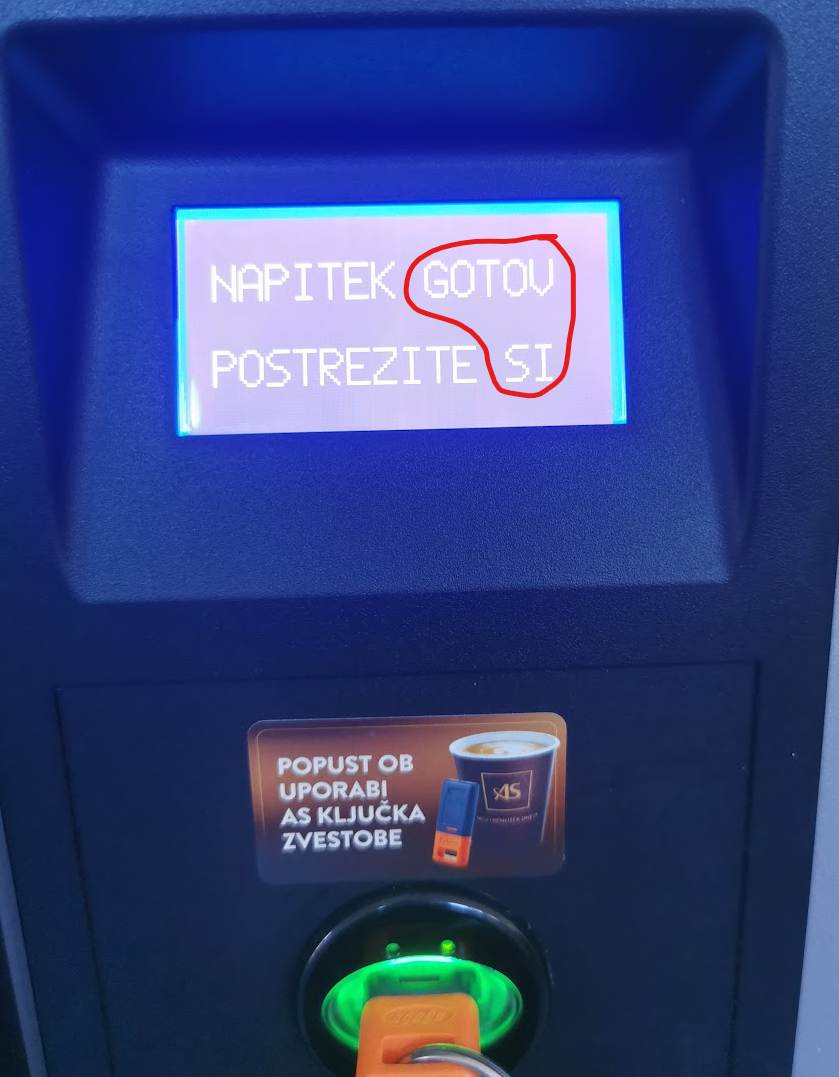 NAPITEK GOTOV
POSTREZITE SI
POPUST OB
UPORABI
AS KLJUČKA
ZVESTOBE
AS